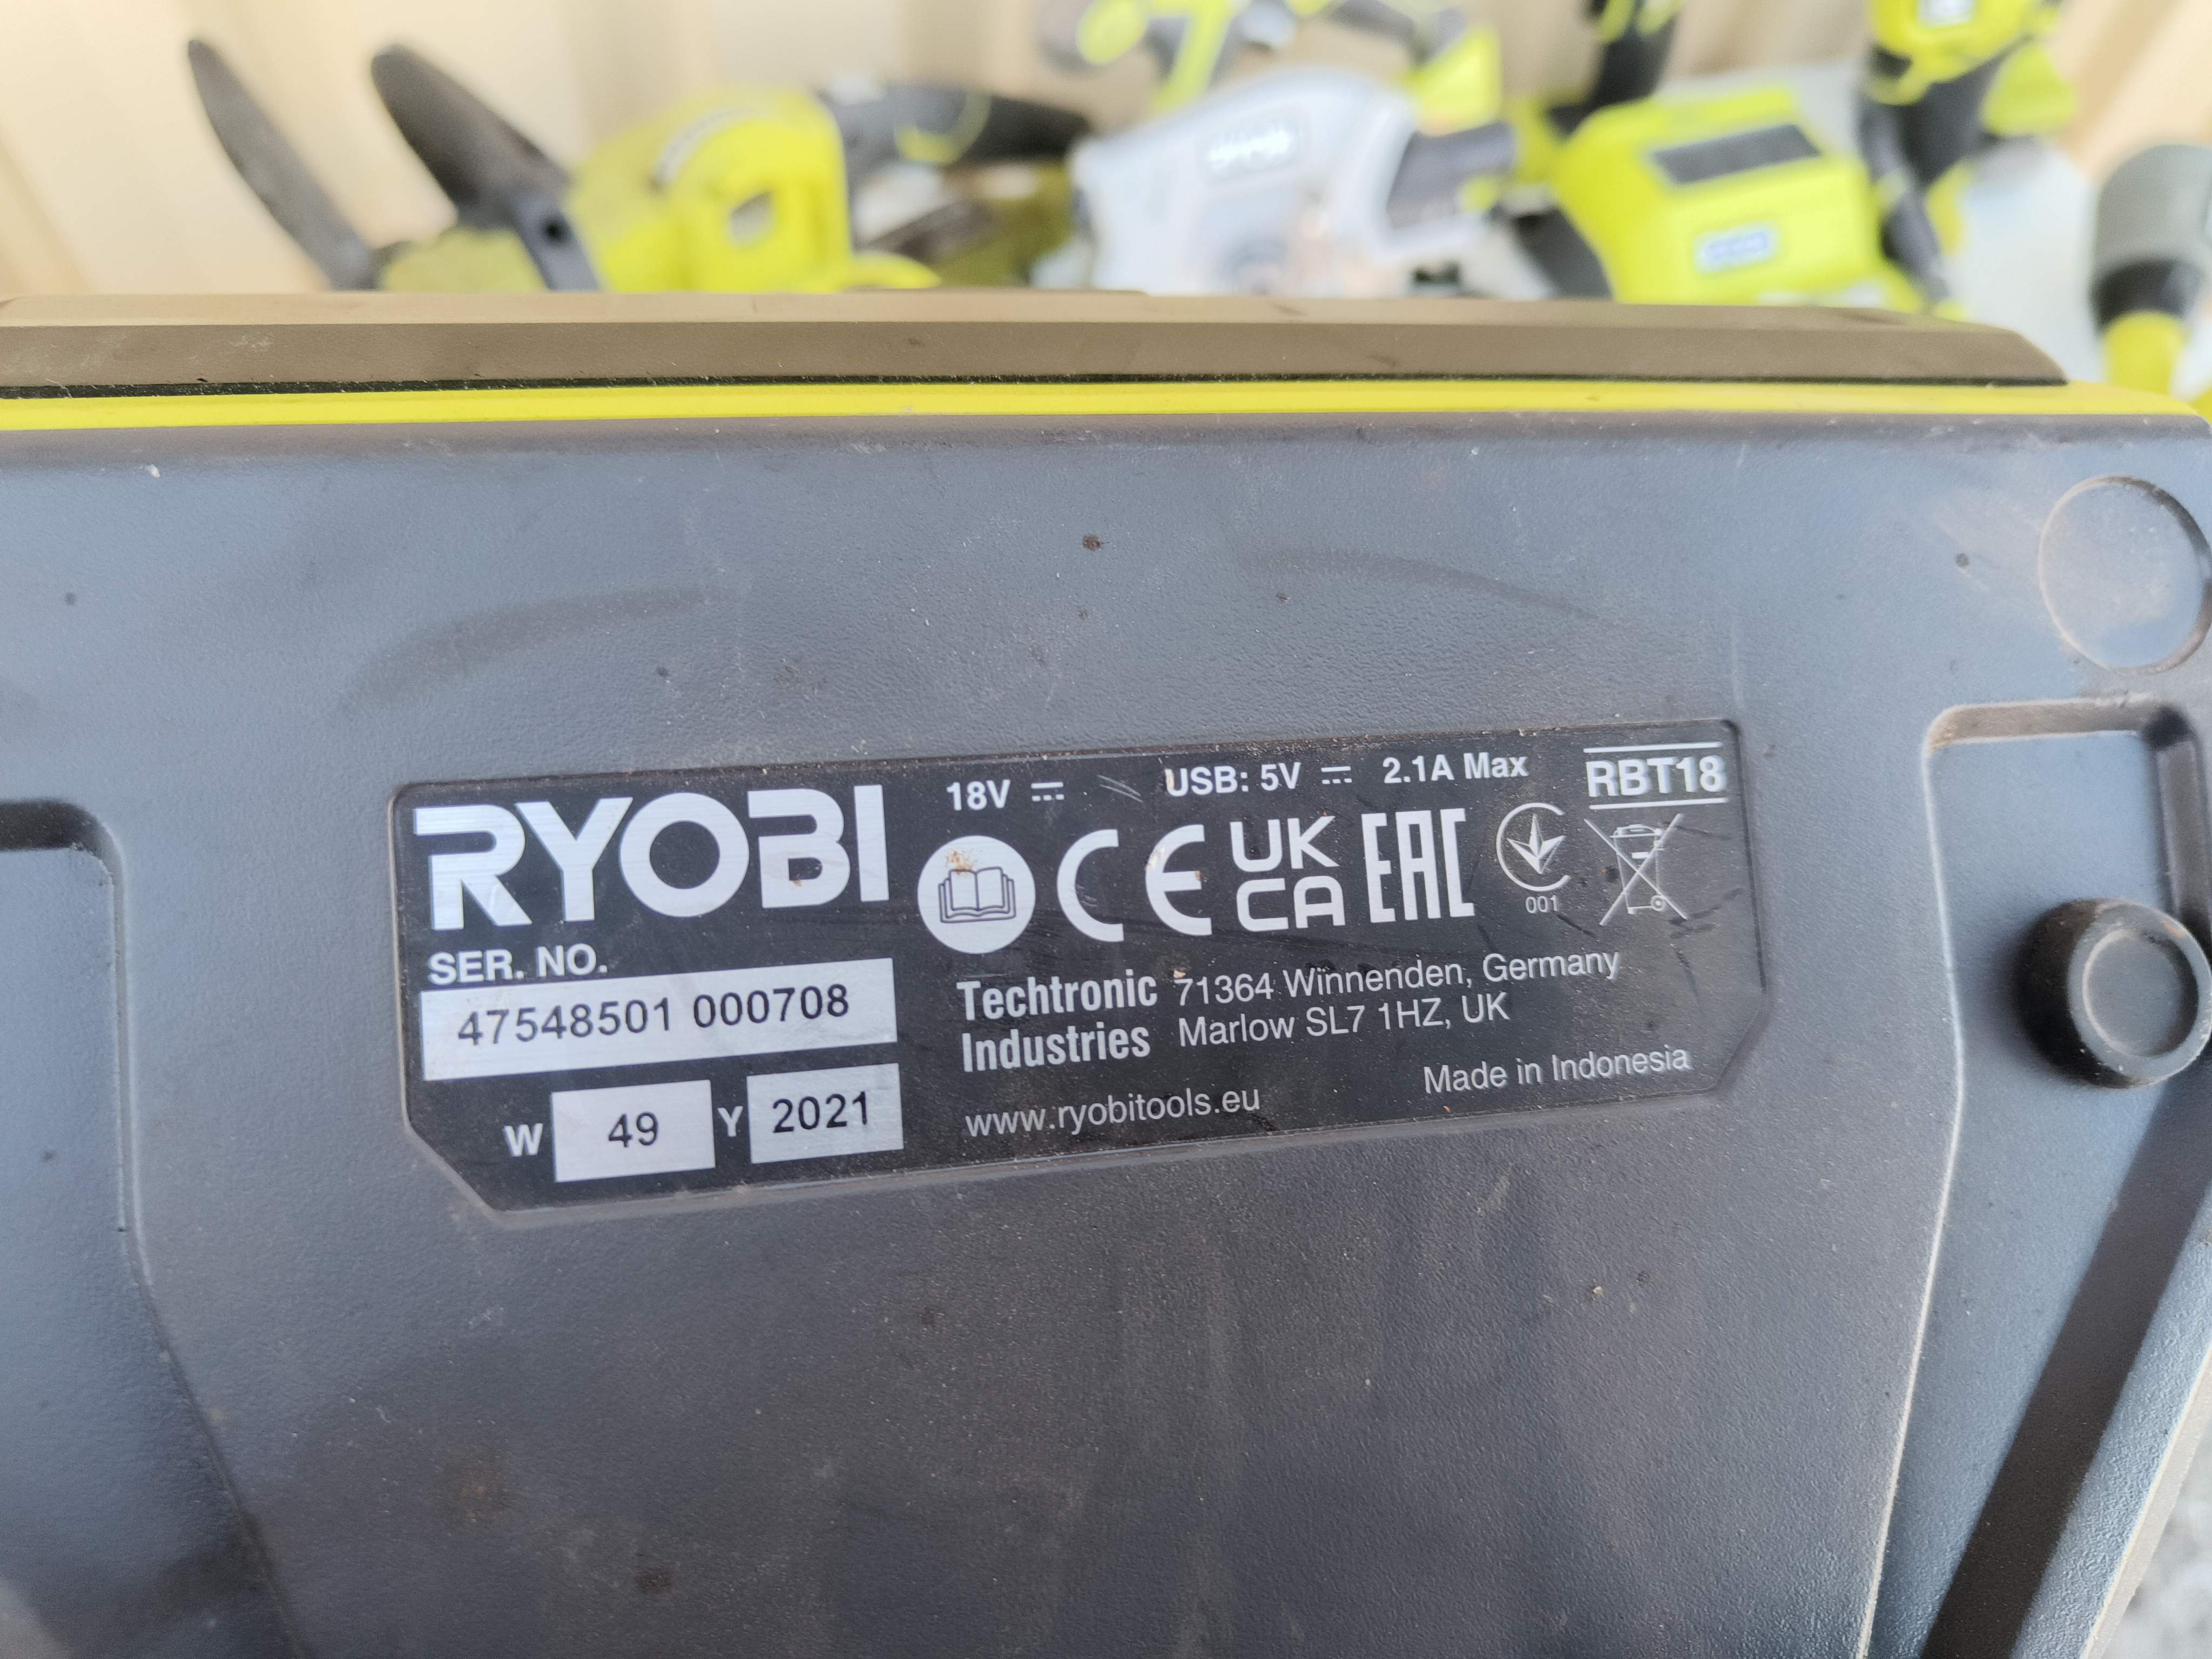 18V ⎓ USB: 5V ⎓ 2.1A Max RBT18
RYOBI
CE UK CA EAC 001
SER. NO.
47548501 000708
Techtronic Industries
71364 Winnenden, Germany
Marlow SL7 1HZ, UK
W 49 Y 2021
www.ryobitools.eu
Made in Indonesia